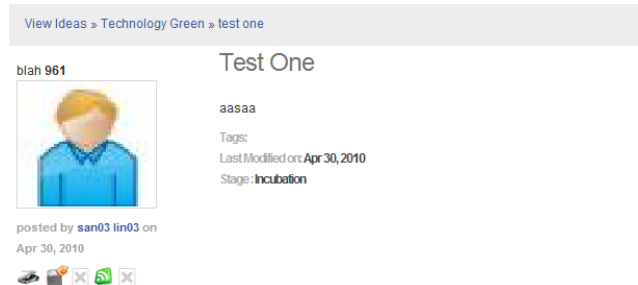 View Ideas » Technology Green » test one
blah 961
Test One
aasaa
Tags:
Last Modified on: Apr 30, 2010
Stage : Incubation
posted by san03 lin03 on
Apr 30, 2010